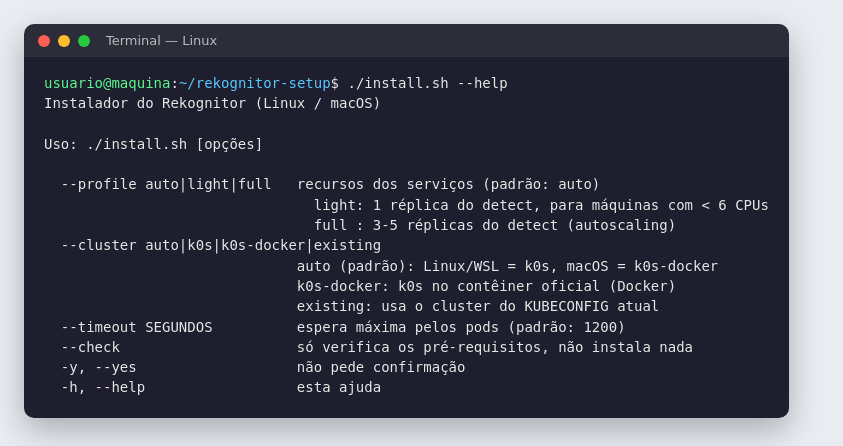 Terminal — Linux
usuario@maquina:~/rekognitor-setup$ ./install.sh --help
Instalador do Rekognitor (Linux / macOS)
Uso: ./install.sh [opções]
--profile auto|light|full   recursos dos serviços (padrão: auto)
light: 1 réplica do detect, para máquinas com < 6 CPUs
full : 3-5 réplicas do detect (autoscaling)
--cluster auto|k0s|k0s-docker|existing
auto (padrão): Linux/WSL = k0s, macOS = k0s-docker
k0s-docker: k0s no contêiner oficial (Docker)
existing: usa o cluster do KUBECONFIG atual
--timeout SEGUNDOS          espera máxima pelos pods (padrão: 1200)
--check                     só verifica os pré-requisitos, não instala nada
-y, --yes                   não pede confirmação
-h, --help                  esta ajuda